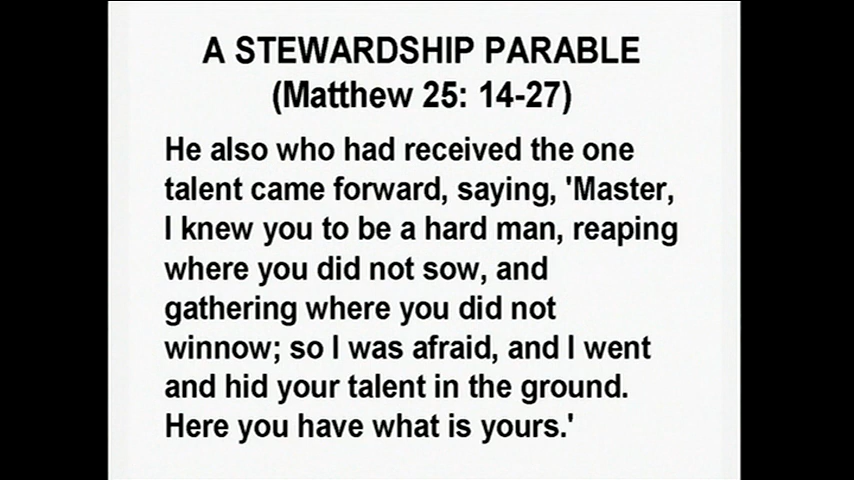 A STEWARDSHIP PARABLE
(Matthew 25: 14-27)
He also who had received the one
talent came forward, saying, 'Master,
I knew you to be a hard man, reaping
where you did not sow, and
gathering where you did not
winnow; so I was afraid, and I went
and hid your talent in the ground.
Here you have what is yours.'